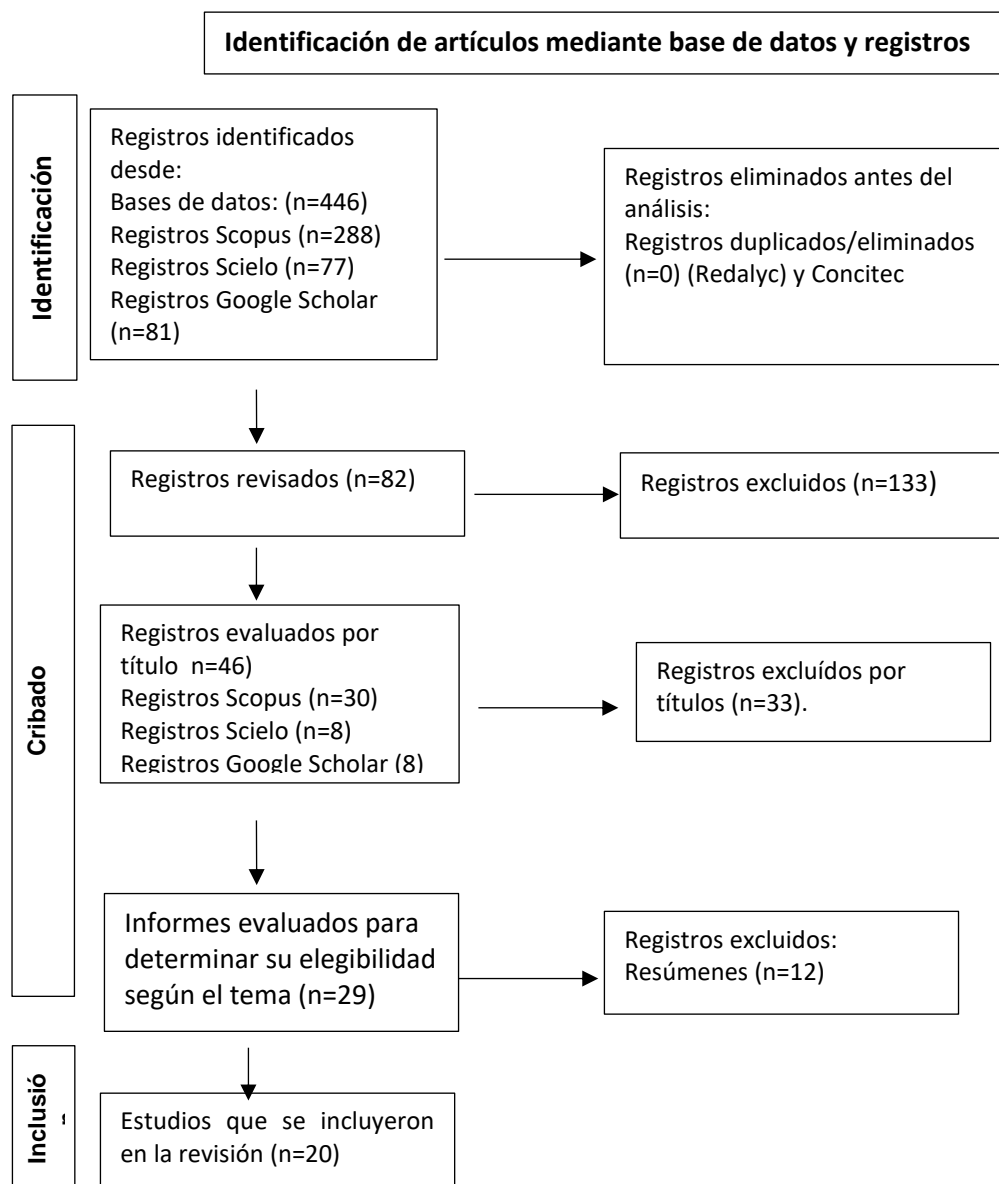 Identificación de artículos mediante base de datos y registros
Identificación
Registros identificados
desde:
Bases de datos: (n=446)
Registros Scopus (n=288)
Registros Scielo (n=77)
Registros Google Scholar
(n=81)
Registros eliminados antes del
análisis:
Registros duplicados/eliminados
(n=0) (Redalyc) y Concitec
Cribado
Registros revisados (n=82)
Registros excluidos (n=133)
Registros evaluados por
título  n=46)
Registros Scopus (n=30)
Registros Scielo (n=8)
Registros Google Scholar (8)
Registros excluídos por
títulos (n=33).
Informes evaluados para
determinar su elegibilidad
según el tema (n=29)
Registros excluidos:
Resúmenes (n=12)
Inclusió
Estudios que se incluyeron
en la revisión (n=20)